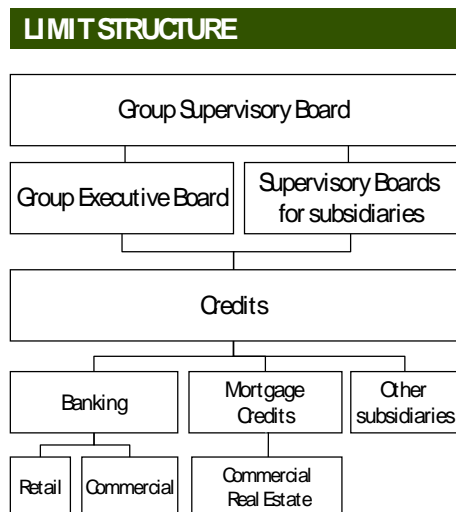 LIMIT STRUCTURE
Group Supervisory Board
Group Executive Board
Supervisory Boards
for subsidiaries
Credits
Banking
Mortgage
Credits
Other
subsidiaries
Retail
Commercial
Commercial
Real Estate